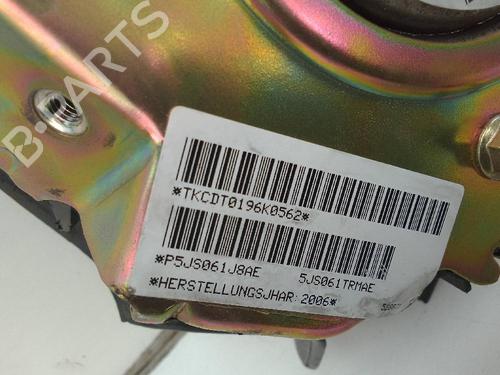 B-PARTS
*TKCDT0196K0562*
*P5JS061J8AE 5JS061TRMAE
*HERSTELLUNGSJHAR: 2006*